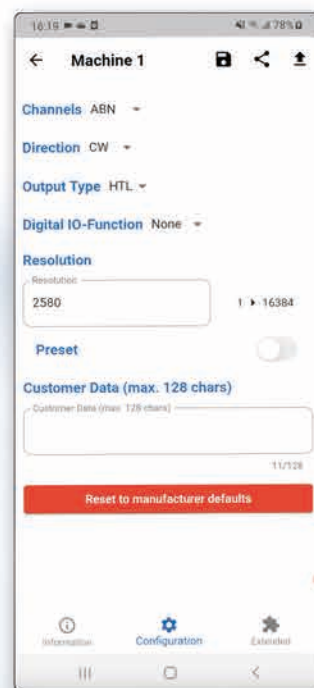 16:19
78%
Machine 1
Channels ABN
Direction CW
Output Type HTL
Digital IO-Function None
Resolution
Resolution
2580
1 ▸ 16384
Preset
Customer Data (max. 128 chars)
Customer Data (max. 128 chars)
11/128
Reset to manufacturer defaults
Information Configuration Extended